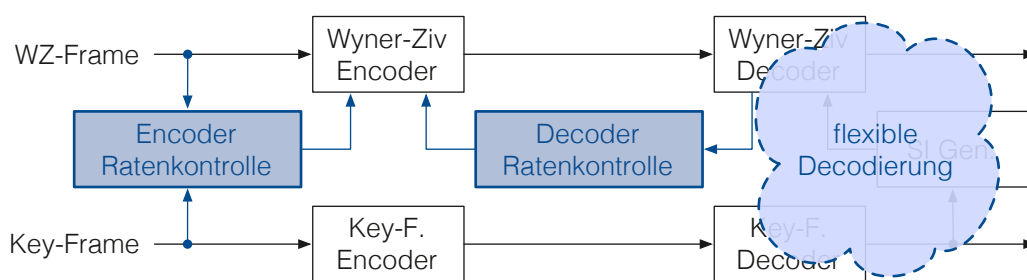 WZ-Frame
Wyner-Ziv
Encoder
Wyner-Ziv
Decoder
Encoder
Ratenkontrolle
Decoder
Ratenkontrolle
flexible
Decodierung
SI Gen.
Key-Frame
Key-F.
Encoder
Key-F.
Decoder